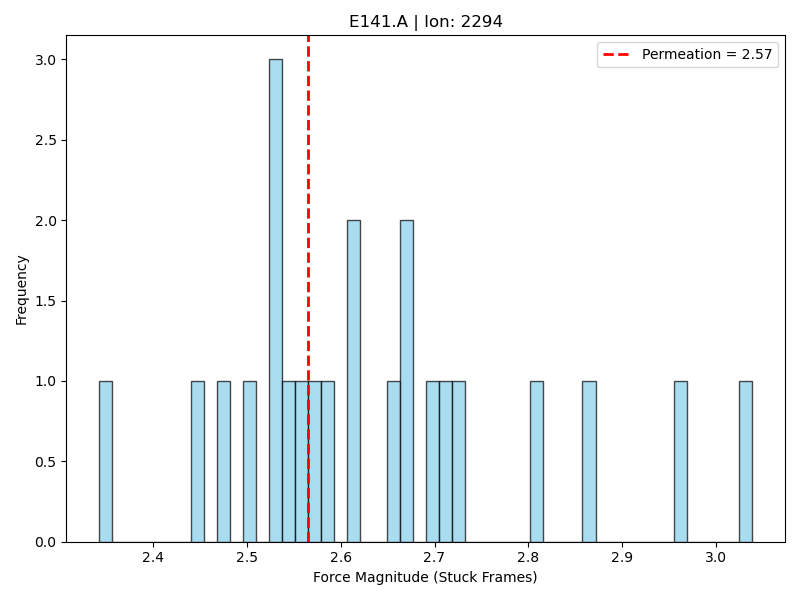 E141.A | Ion: 2294
Permeation = 2.57
3.0
2.5
2.0
1.5
1.0
0.5
0.0
Frequency
2.4 2.5 2.6 2.7 2.8 2.9 3.0
Force Magnitude (Stuck Frames)